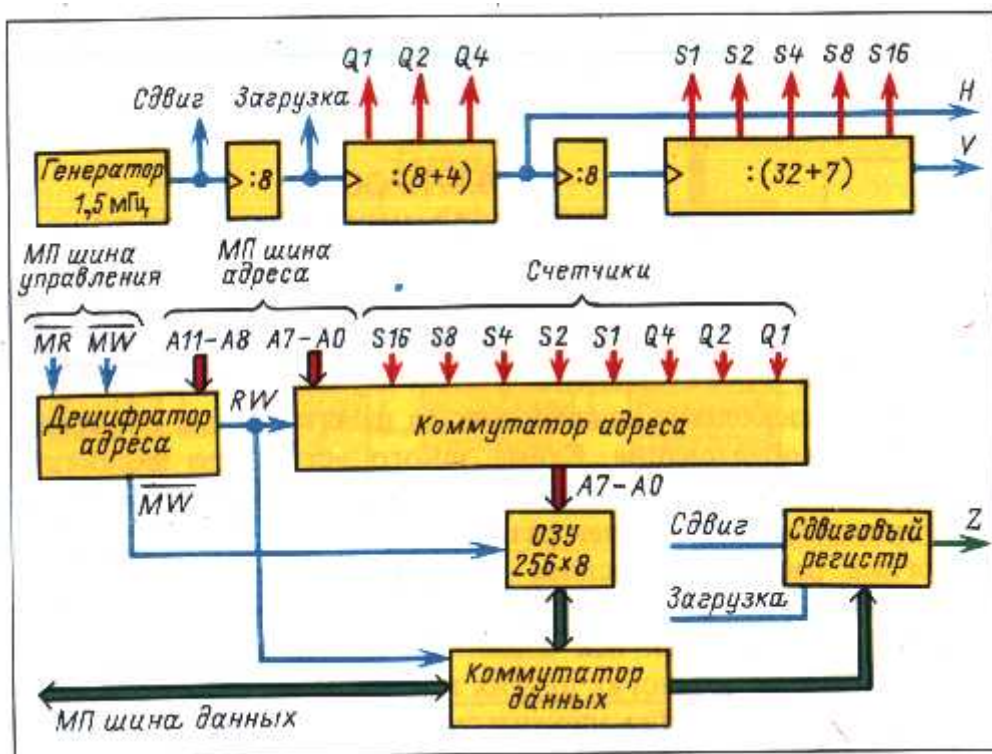 Q1 Q2 Q4 S1 S2 S4 S8 S16
Сдвиг Загрузка H
Генератор
1,5 мГц
:8
:(8+4)
:8
:(32+7)
V
МП шина
управления
МП шина
адреса
Счетчики
M̅R̅ M̅W̅ A11-A8 A7-A0 S16 S8 S4 S2 S1 Q4 Q2 Q1
Дешифратор
адреса
RW
Коммутатор адреса
M̅W̅
A7-A0
ОЗУ
256×8
Сдвиг
Загрузка
Сдвиговый
регистр
Z
Коммутатор
данных
МП шина данных